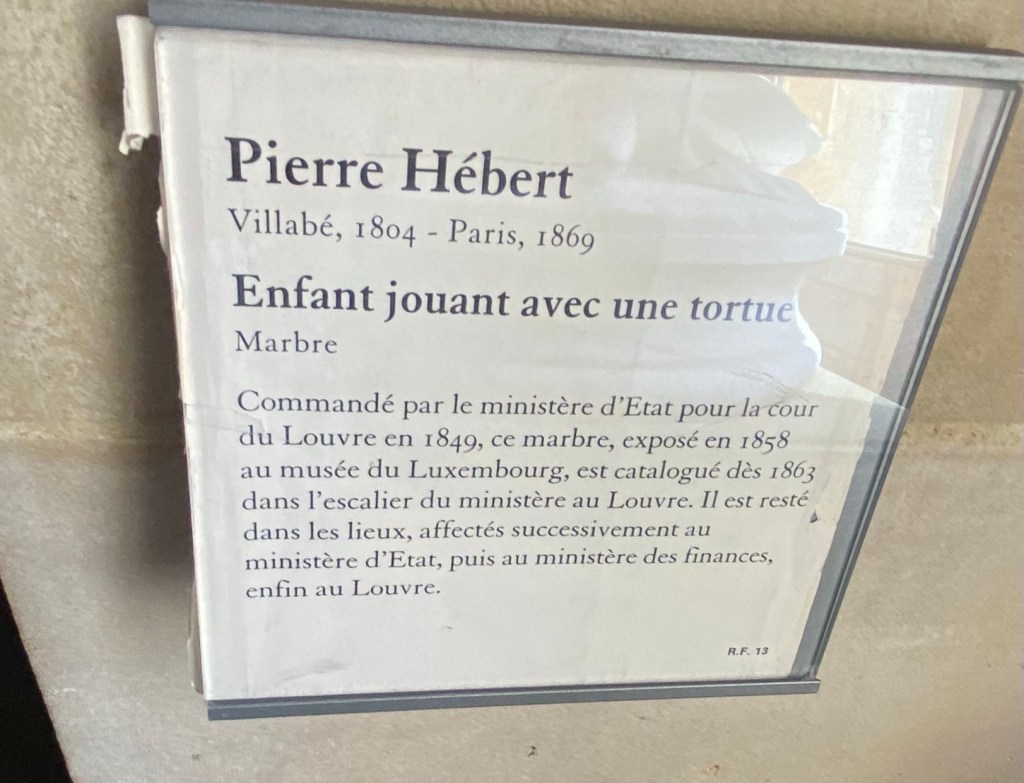 Pierre Hébert
Villabé, 1804 - Paris, 1869
Enfant jouant avec une tortue
Marbre
Commandé par le ministère d'Etat pour la cour
du Louvre en 1849, ce marbre, exposé en 1858
au musée du Luxembourg, est catalogué dès 1863
dans l'escalier du ministère au Louvre. Il est resté
dans les lieux, affectés successivement au
ministère d'Etat, puis au ministère des finances,
enfin au Louvre.
R.F. 13